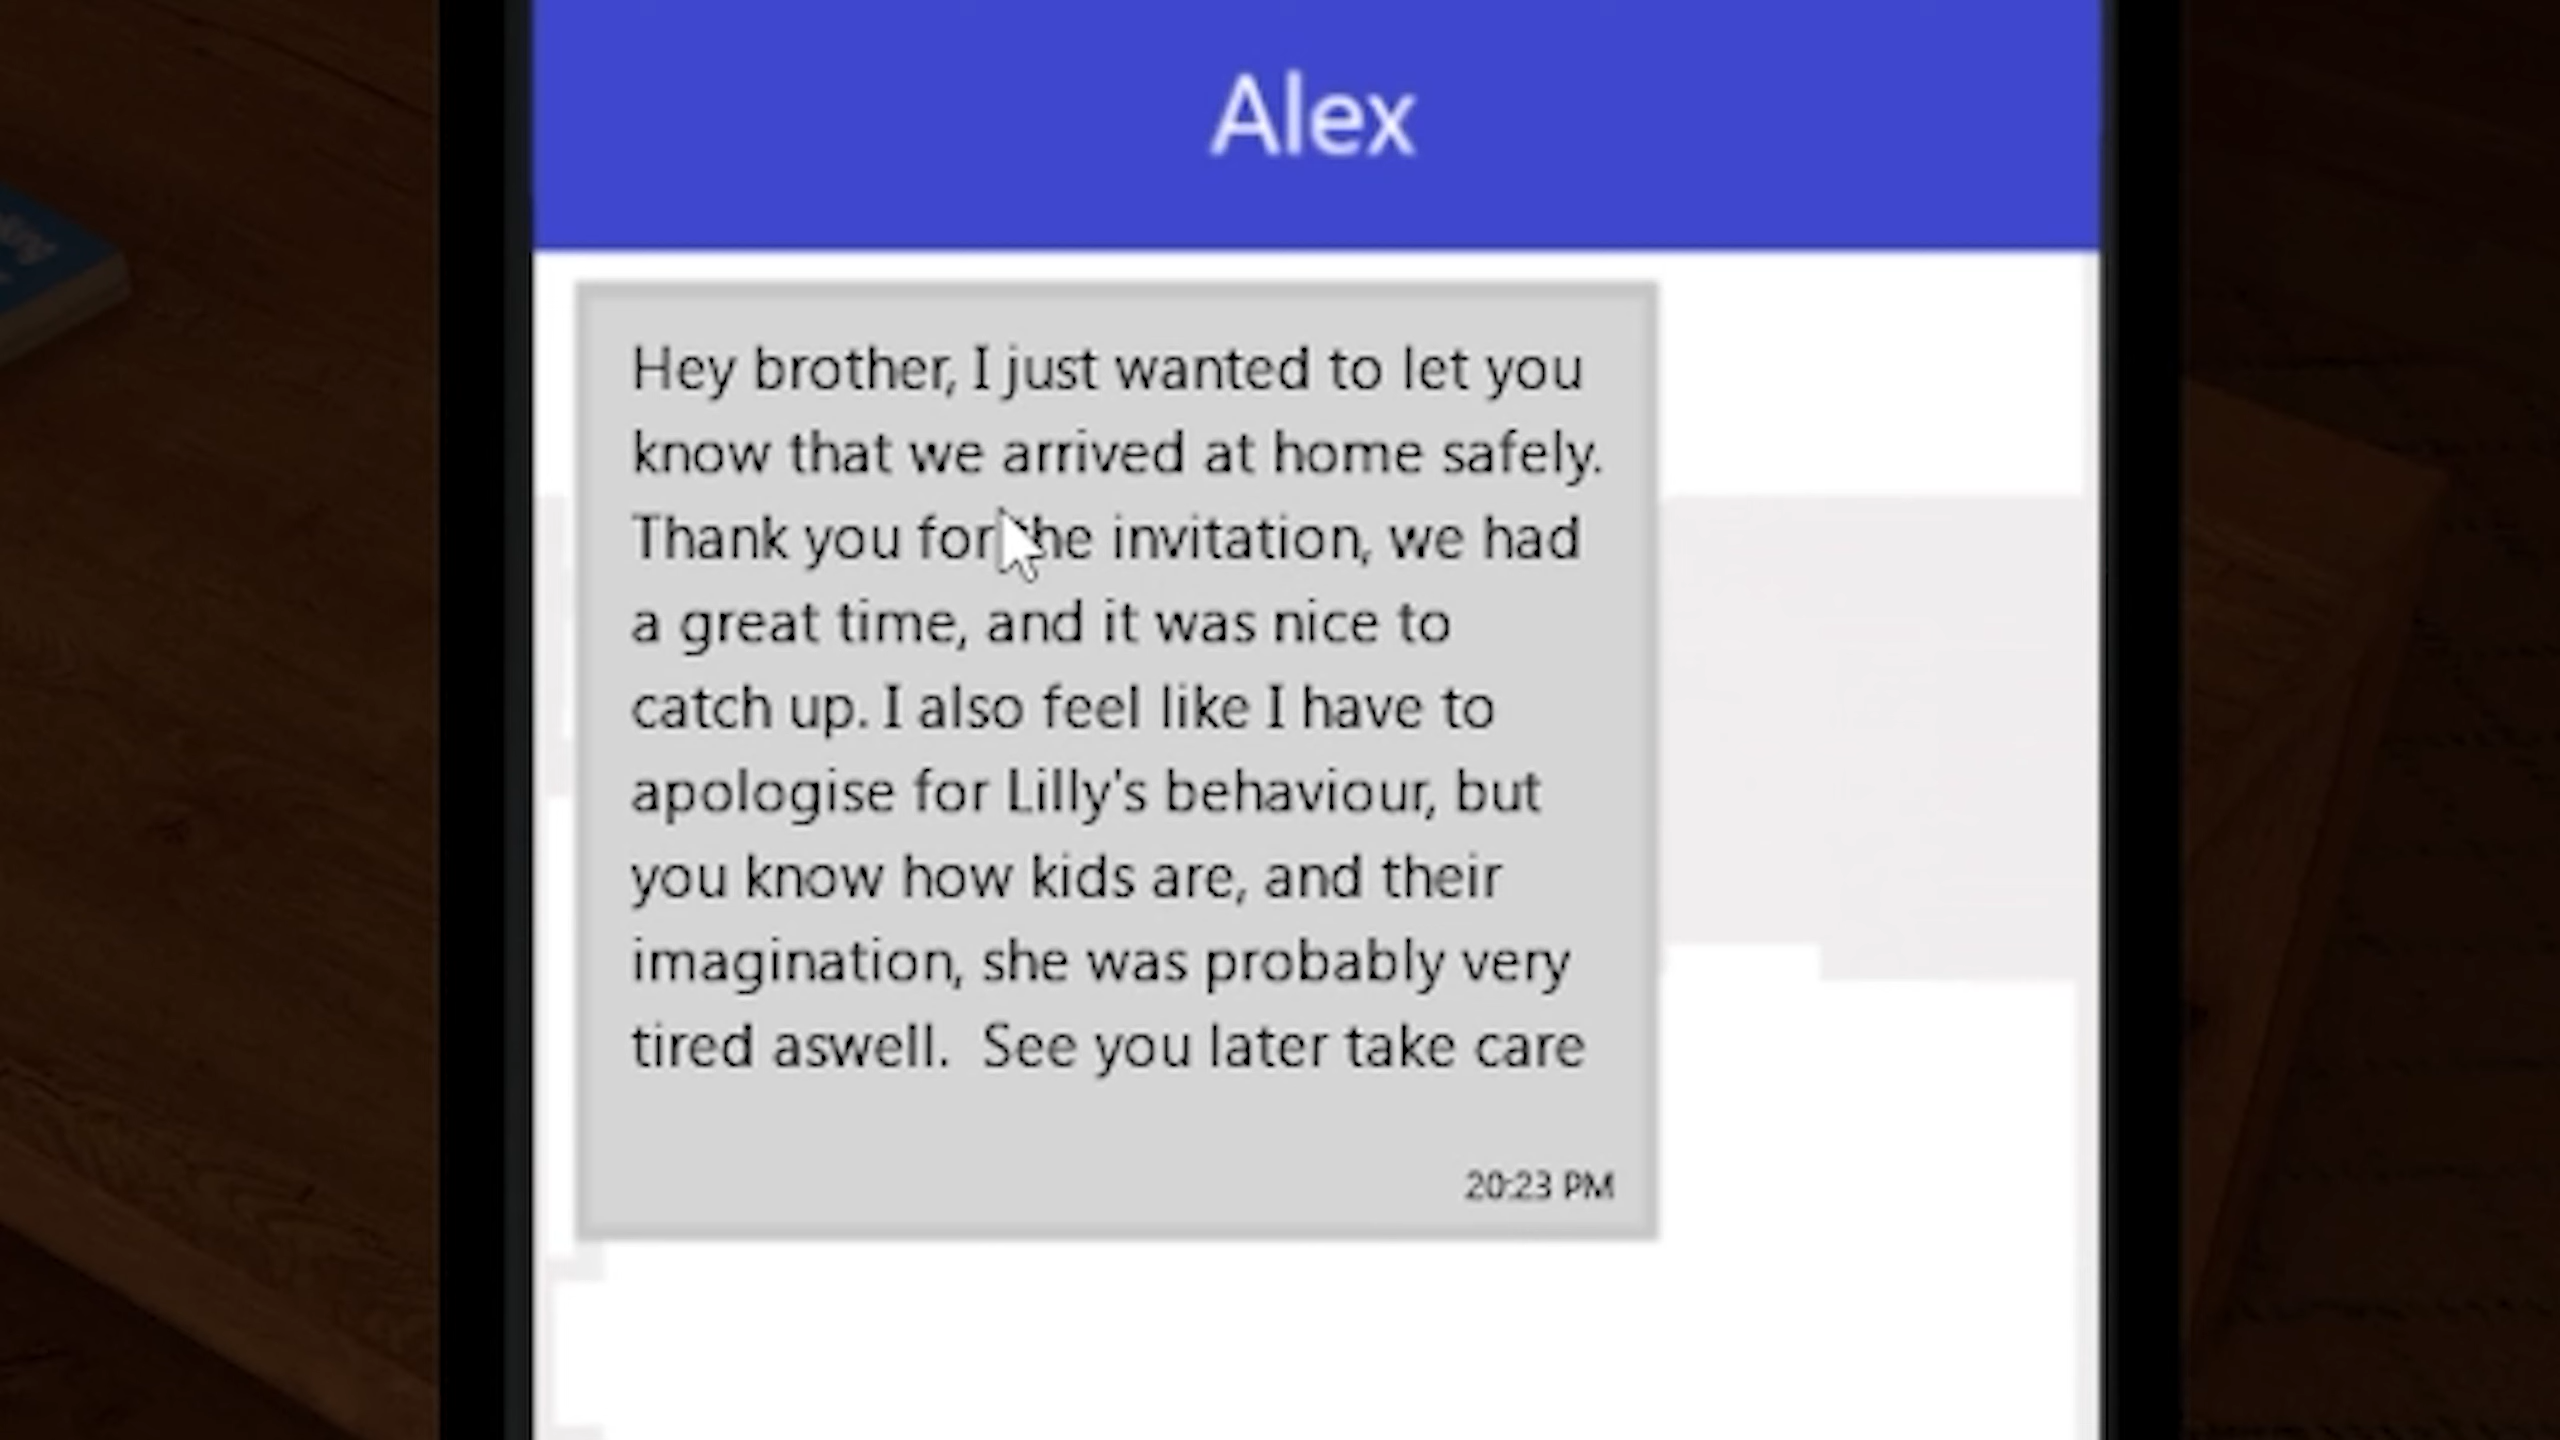 Alex
Hey brother, I just wanted to let you
know that we arrived at home safely.
Thank you for the invitation, we had
a great time, and it was nice to
catch up. I also feel like I have to
apologise for Lilly's behaviour, but
you know how kids are, and their
imagination, she was probably very
tired aswell.  See you later take care
20:23 PM